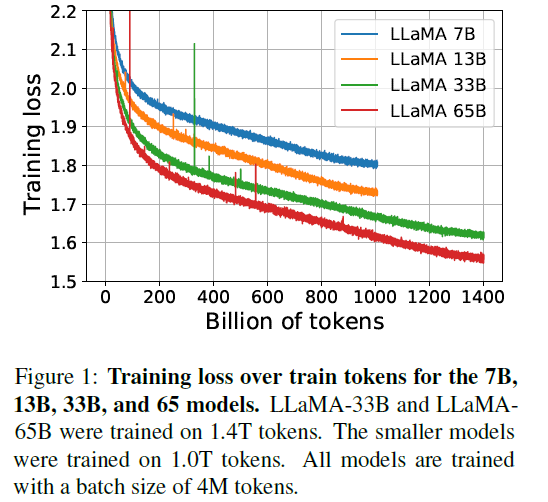 2.2
2.1
2.0
1.9
1.8
1.7
1.6
1.5
Training loss
LLaMA 7B
LLaMA 13B
LLaMA 33B
LLaMA 65B
0 200 400 600 800 1000 1200 1400
Billion of tokens
Figure 1: Training loss over train tokens for the 7B,
13B, 33B, and 65 models. LLaMA-33B and LLaMA-
65B were trained on 1.4T tokens. The smaller models
were trained on 1.0T tokens. All models are trained
with a batch size of 4M tokens.